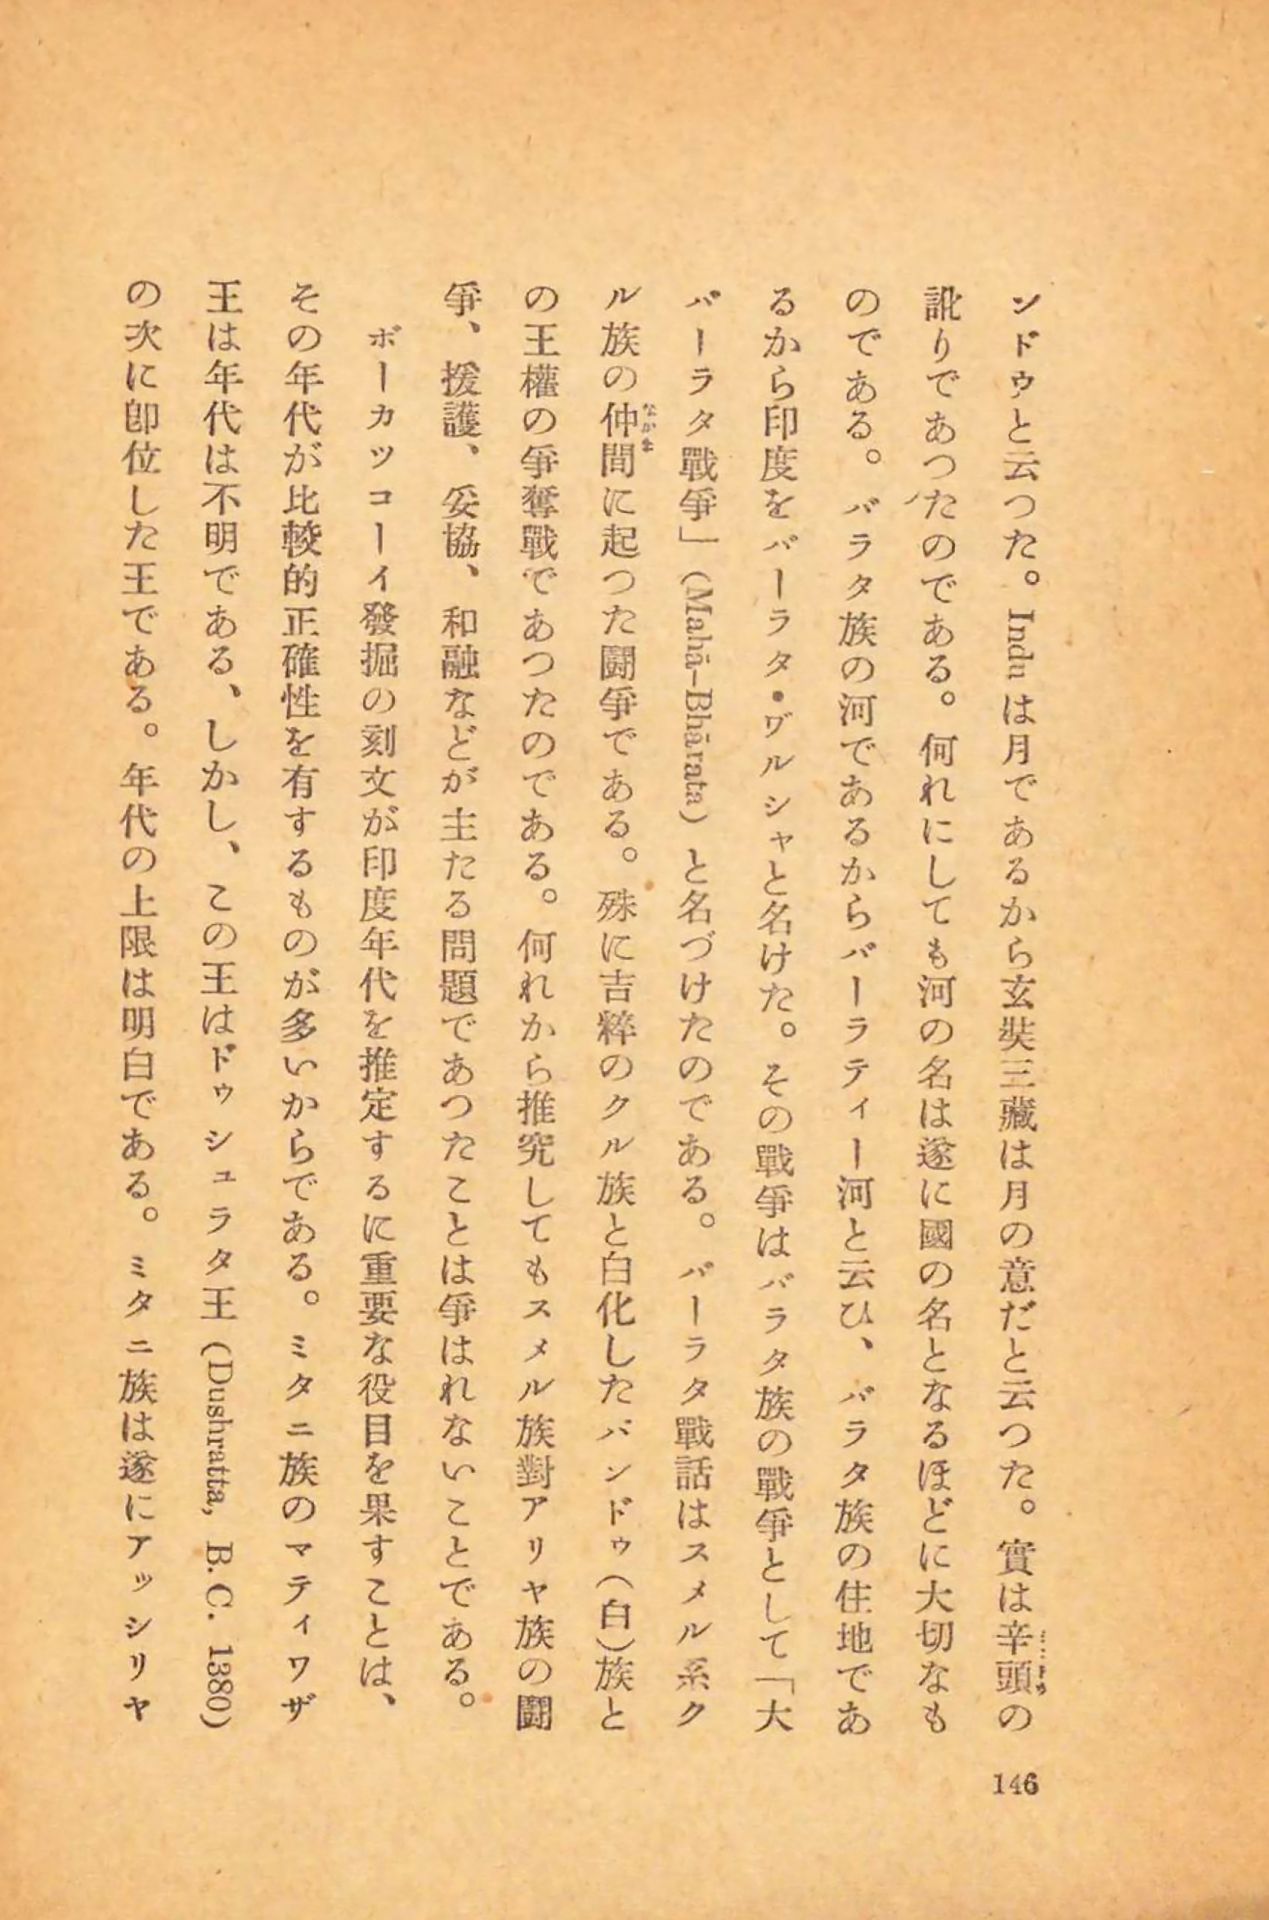 ンドゥと云つた。Indu は月であるから玄奘三藏は月の意だと云つた。實は辛頭の
訛りであつたのである。何れにしても河の名は遂に國の名となるほどに大切なも
のである。バラタ族の河であるからバーラティー河と云ひ、バラタ族の住地であ
るから印度をバーラタ・ヷルシャと名けた。その戰爭はバラタ族の戰爭として「大
バーラタ戰爭」(Mahā-Bhārata) と名づけたのである。バーラタ戰話はスメル系ク
ル族の仲間に起つた鬪爭である。殊に吉粹のクル族と白化したパンドゥ(白)族と
なかま
の王權の爭奪戰であつたのである。何れから推究してもスメル族對アリヤ族の鬪
爭、援護、妥協、和融などが主たる問題であつたことは爭はれないことである。
ボーカツコーイ發掘の刻文が印度年代を推定するに重要な役目を果すことは、
その年代が比較的正確性を有するものが多いからである。ミタニ族のマティワザ
王は年代は不明である、しかし、この王はドゥシュラタ王 (Dushratta, B.C. 1380)
の次に卽位した王である。年代の上限は明白である。ミタニ族は遂にアッシリヤ
146